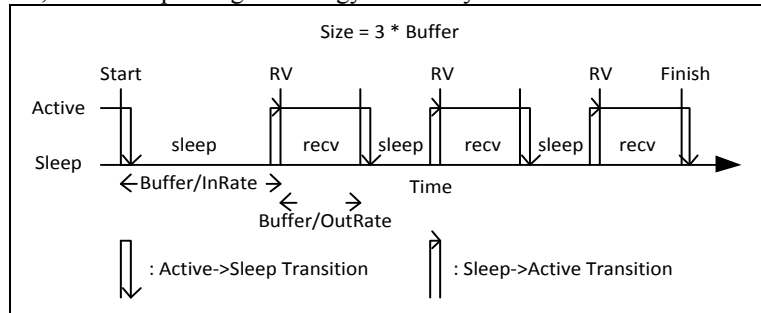 Size = 3 * Buffer
Start RV RV RV Finish
Active
sleep recv sleep recv sleep recv
Sleep
Buffer/InRate Time
Buffer/OutRate
: Active->Sleep Transition : Sleep->Active Transition